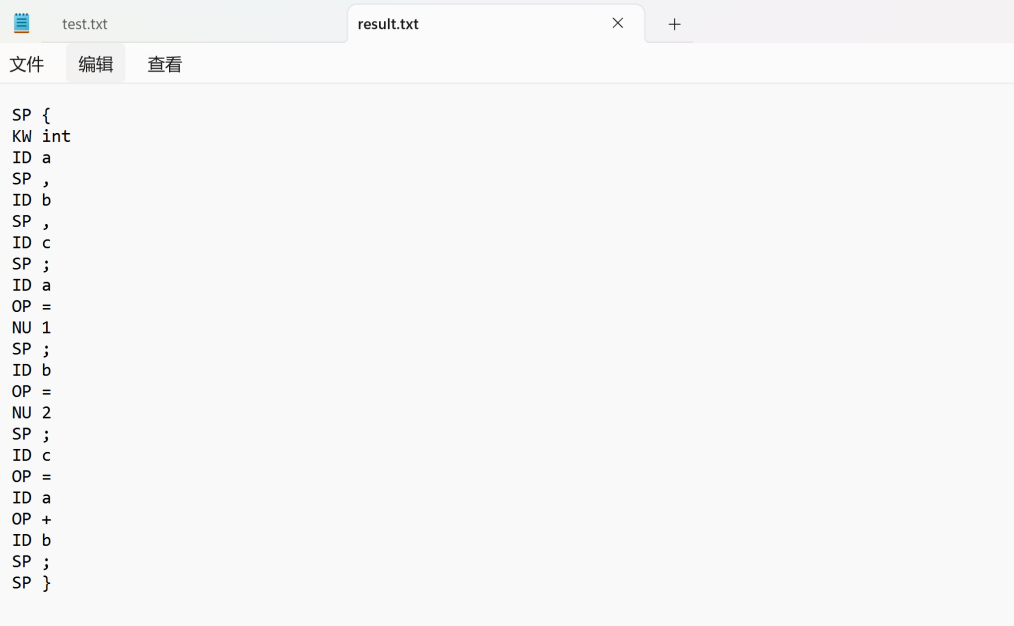 test.txt
result.txt
文件 编辑 查看
SP {
KW int
ID a
SP ,
ID b
SP ,
ID c
SP ;
ID a
OP =
NU 1
SP ;
ID b
OP =
NU 2
SP ;
ID c
OP =
ID a
OP +
ID b
SP ;
SP }